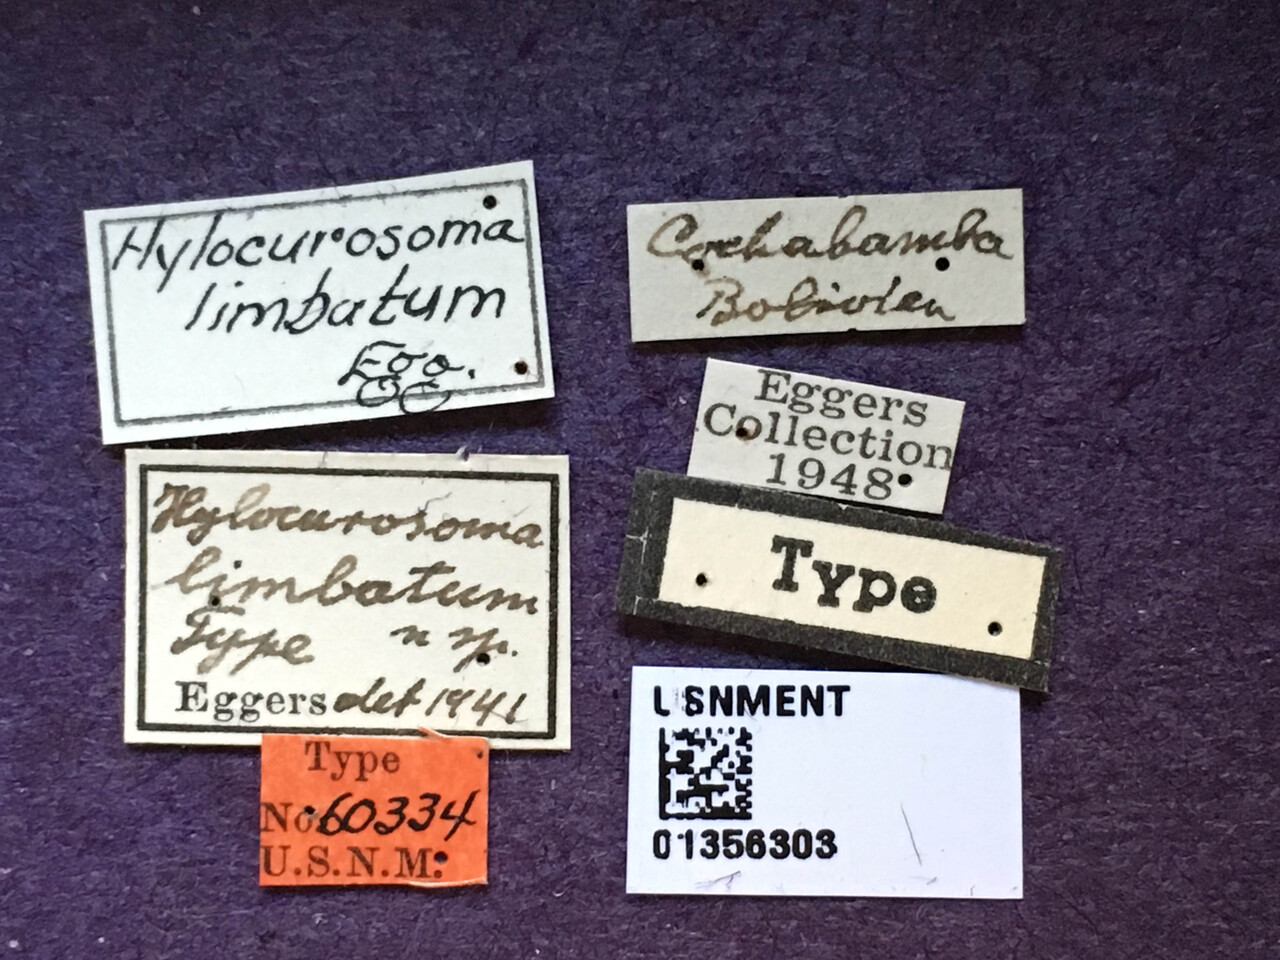 Hylocurosoma
limbatum
Egg.
Hylocurosoma
limbatum
Type n sp.
Eggers det 1941
Type
No. 60334
U.S.N.M.
Cochabamba
Bolivien
Eggers
Collection
1948
Type
USNMENT
01356303